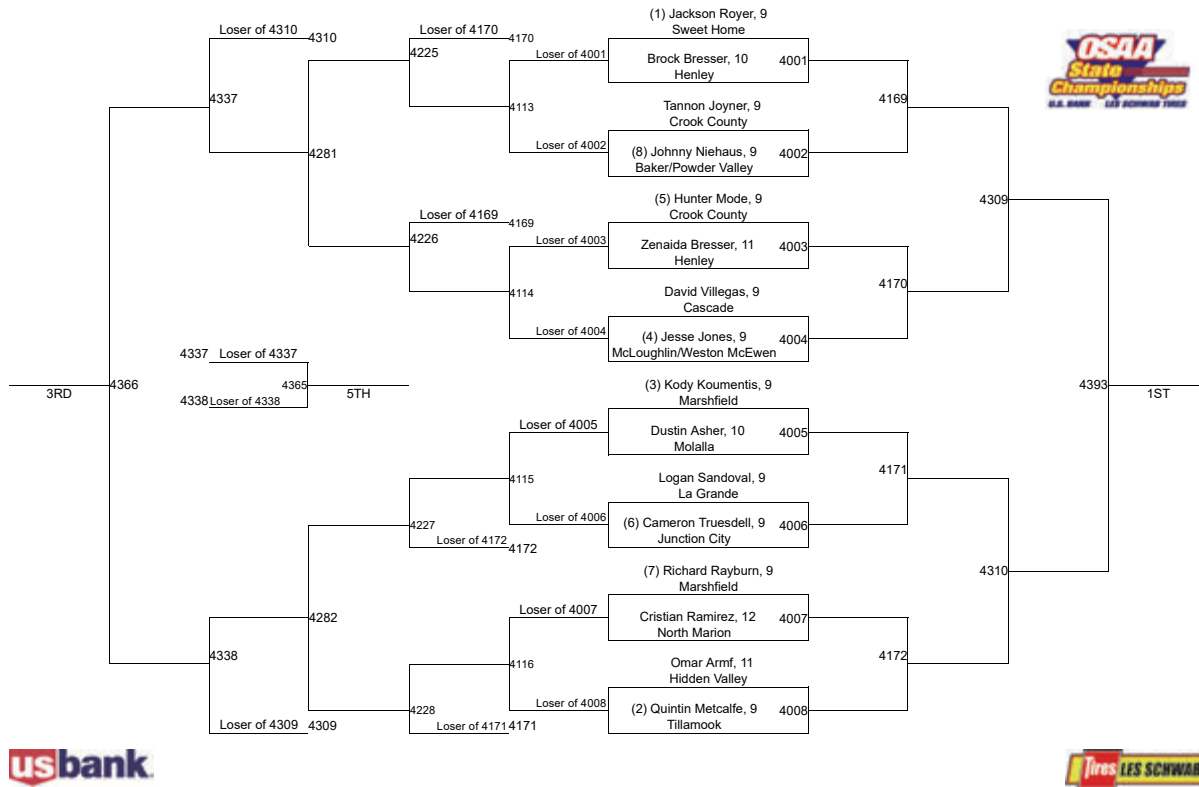 (1) Jackson Royer, 9
Sweet Home
Loser of 4310
4310
Loser of 4170
4170
4225
Loser of 4001
Brock Bresser, 10
4001
Henley
OSAA
State
Championships
U.S. BANK LES SCHWAB TIRES
4337
4113
Tannon Joyner, 9
Crook County
4169
4281
Loser of 4002
(8) Johnny Niehaus, 9
4002
Baker/Powder Valley
(5) Hunter Mode, 9
Crook County
4309
Loser of 4169
4169
4226
Loser of 4003
Zenaida Bresser, 11
4003
Henley
4114
David Villegas, 9
Cascade
4170
Loser of 4004
(4) Jesse Jones, 9
4004
McLoughlin/Weston McEwen
4337
Loser of 4337
3RD
4366
4365
5TH
4338
Loser of 4338
(3) Kody Koumentis, 9
Marshfield
4393
1ST
Loser of 4005
Dustin Asher, 10
4005
Molalla
4115
Logan Sandoval, 9
La Grande
4171
4227
Loser of 4006
(6) Cameron Truesdell, 9
4006
Junction City
Loser of 4172
4172
(7) Richard Rayburn, 9
Marshfield
4310
4282
Loser of 4007
Cristian Ramirez, 12
4007
North Marion
4338
4116
Omar Armf, 11
Hidden Valley
4172
4228
Loser of 4008
(2) Quintin Metcalfe, 9
4008
Tillamook
Loser of 4309
4309
Loser of 4171
4171
usbank
Tires LES SCHWAB